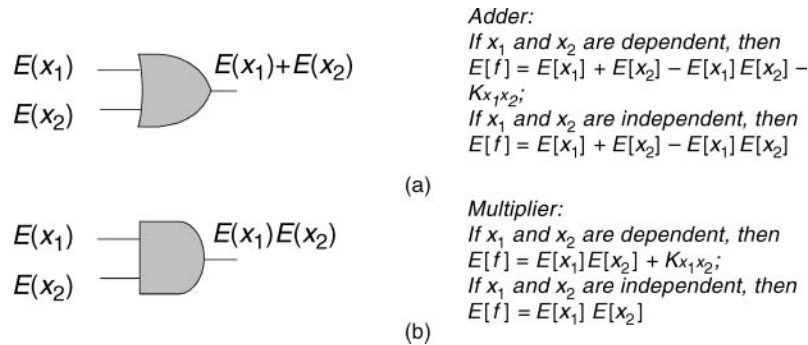 E(x₁)
E(x₂)
E(x₁)+E(x₂)
Adder:
If x₁ and x₂ are dependent, then
E[f] = E[x₁] + E[x₂] – E[x₁] E[x₂] –
Kx₁x₂;
If x₁ and x₂ are independent, then
E[f] = E[x₁] + E[x₂] – E[x₁] E[x₂]
(a)
E(x₁)
E(x₂)
E(x₁)E(x₂)
Multiplier:
If x₁ and x₂ are dependent, then
E[f] = E[x₁]E[x₂] + Kx₁x₂;
If x₁ and x₂ are independent, then
E[f] = E[x₁] E[x₂]
(b)